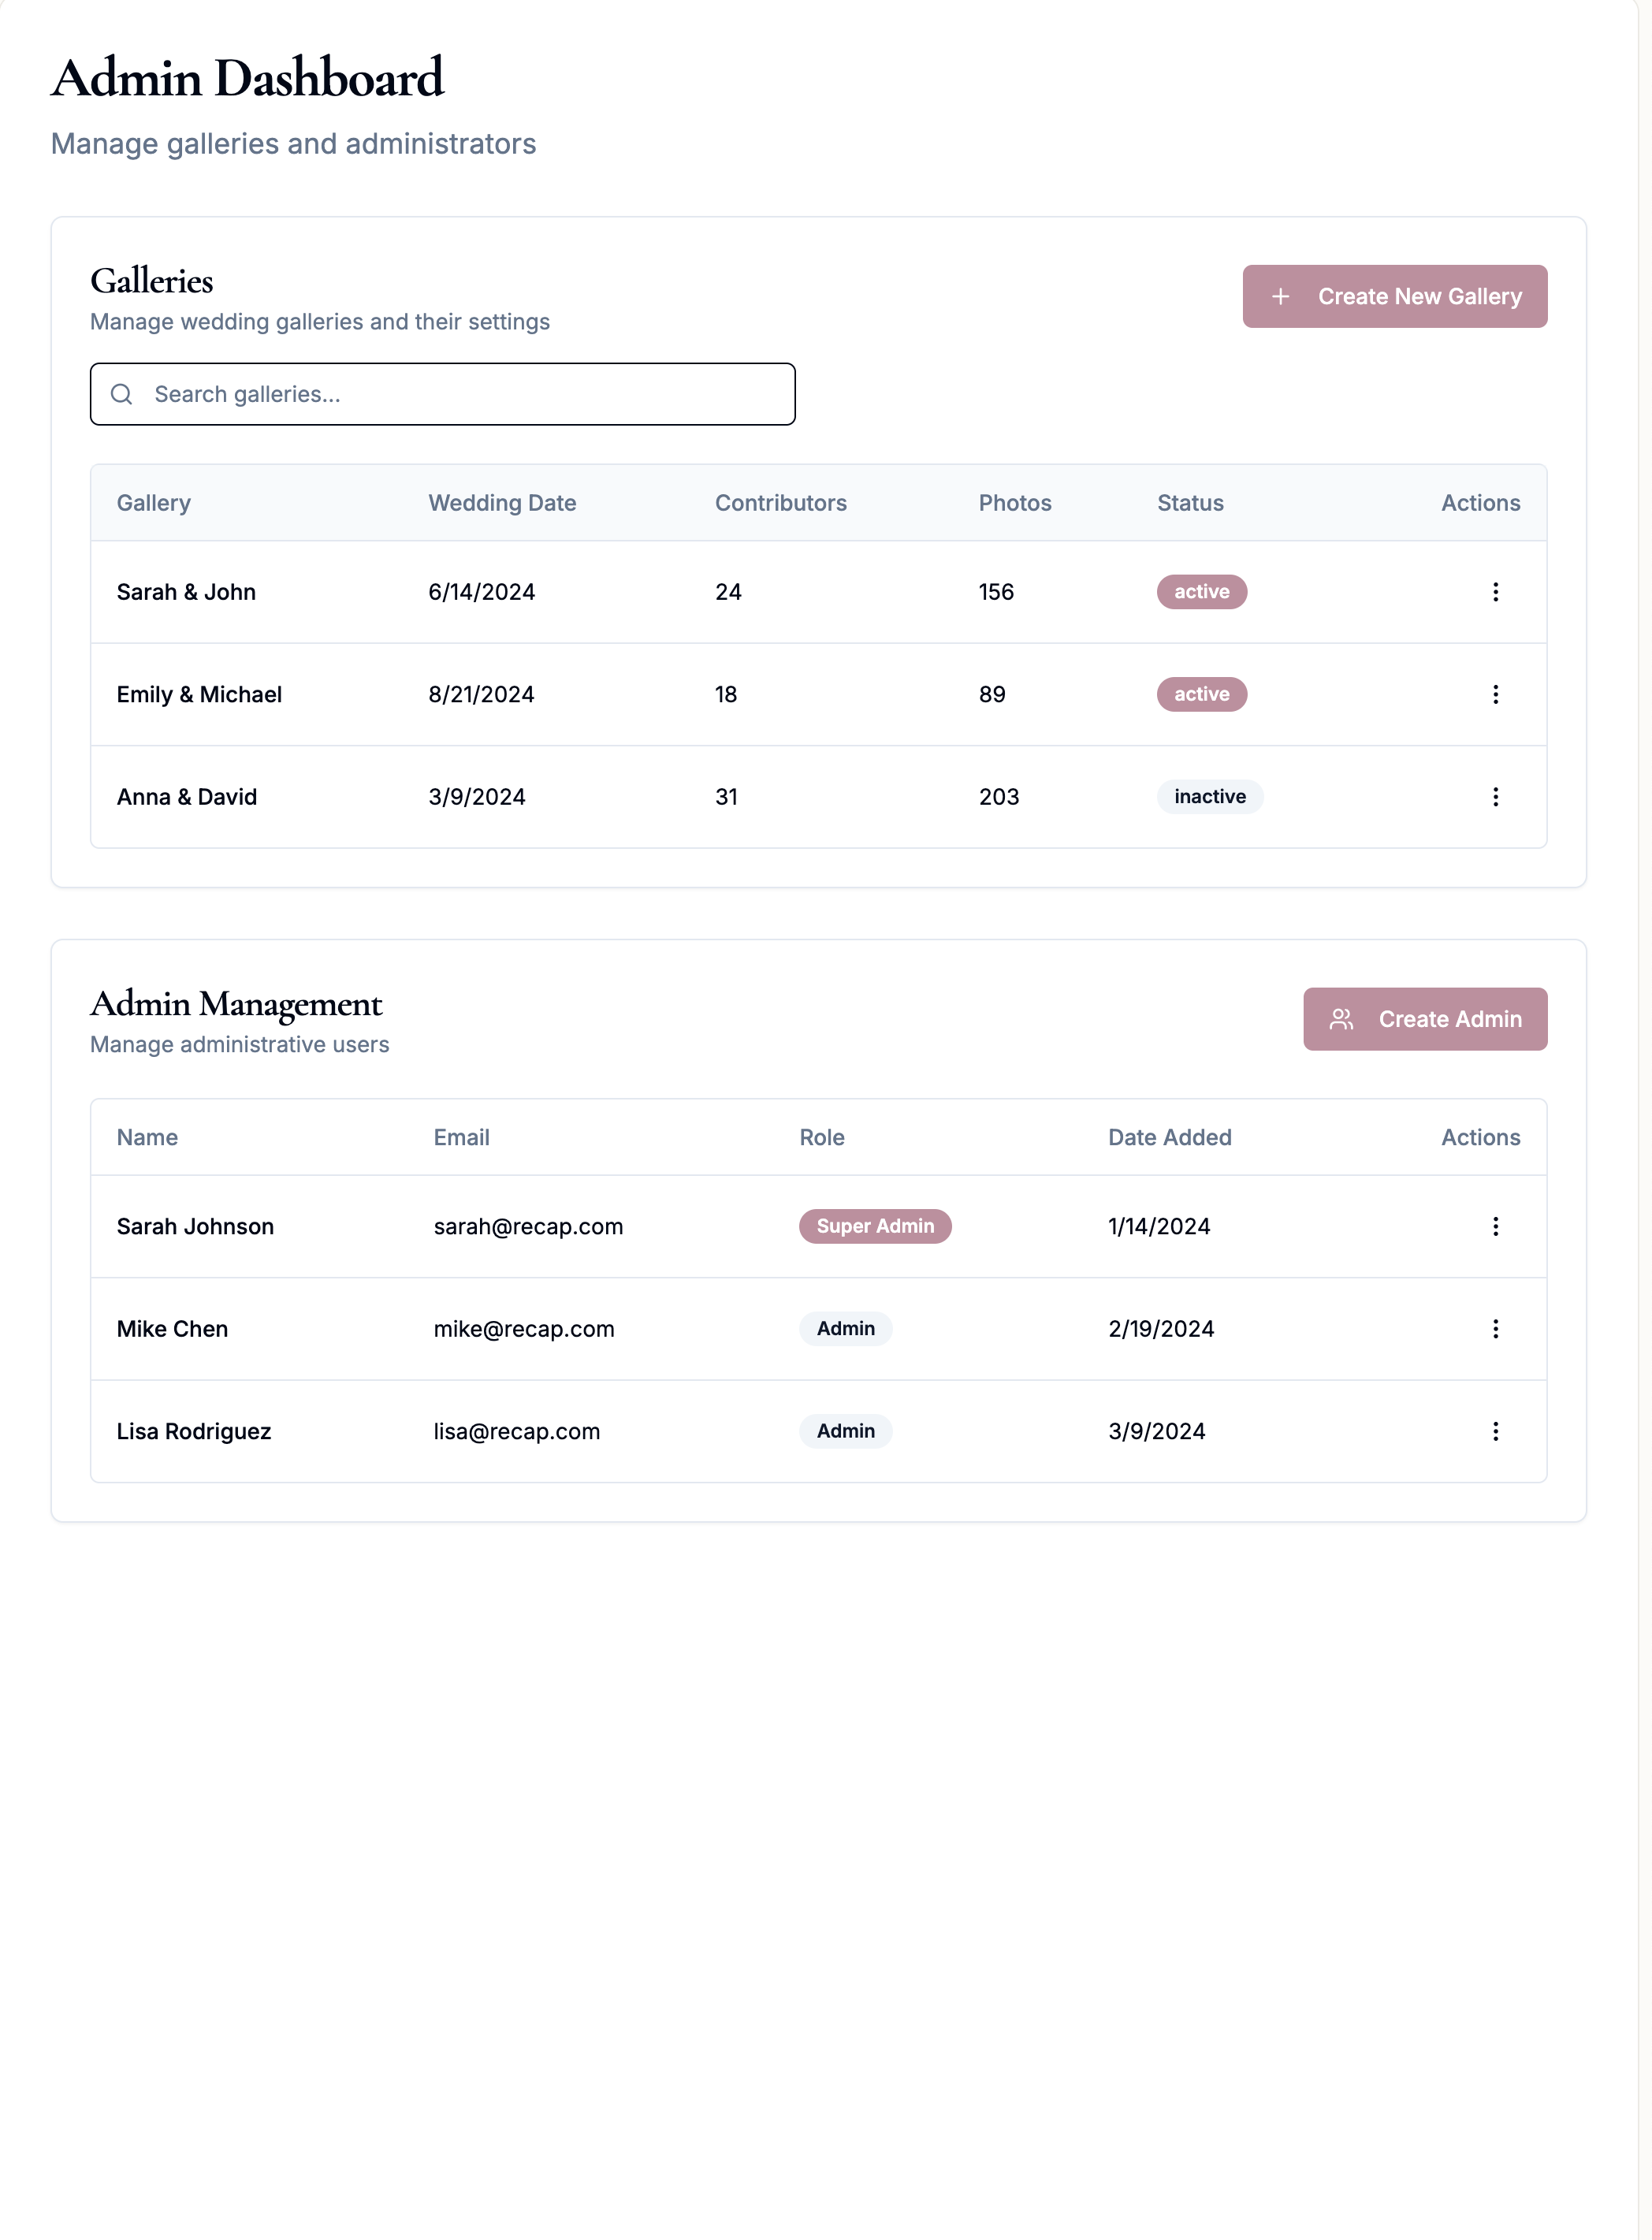 Admin Dashboard
Manage galleries and administrators
Galleries
Manage wedding galleries and their settings
Create New Gallery
Search galleries...
Gallery Wedding Date Contributors Photos Status Actions
Sarah & John 6/14/2024 24 156 active
Emily & Michael 8/21/2024 18 89 active
Anna & David 3/9/2024 31 203 inactive
Admin Management
Manage administrative users
Create Admin
Name Email Role Date Added Actions
Sarah Johnson sarah@recap.com Super Admin 1/14/2024
Mike Chen mike@recap.com Admin 2/19/2024
Lisa Rodriguez lisa@recap.com Admin 3/9/2024